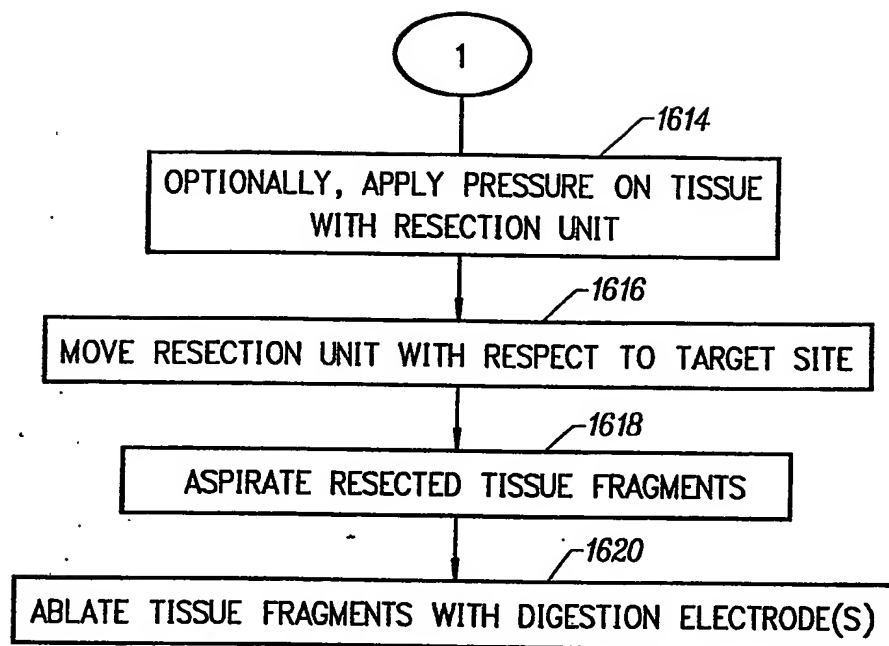 1
1614
OPTIONALLY, APPLY PRESSURE ON TISSUE
WITH RESECTION UNIT
1616
MOVE RESECTION UNIT WITH RESPECT TO TARGET SITE
1618
ASPIRATE RESECTED TISSUE FRAGMENTS
1620
ABLATE TISSUE FRAGMENTS WITH DIGESTION ELECTRODE(S)